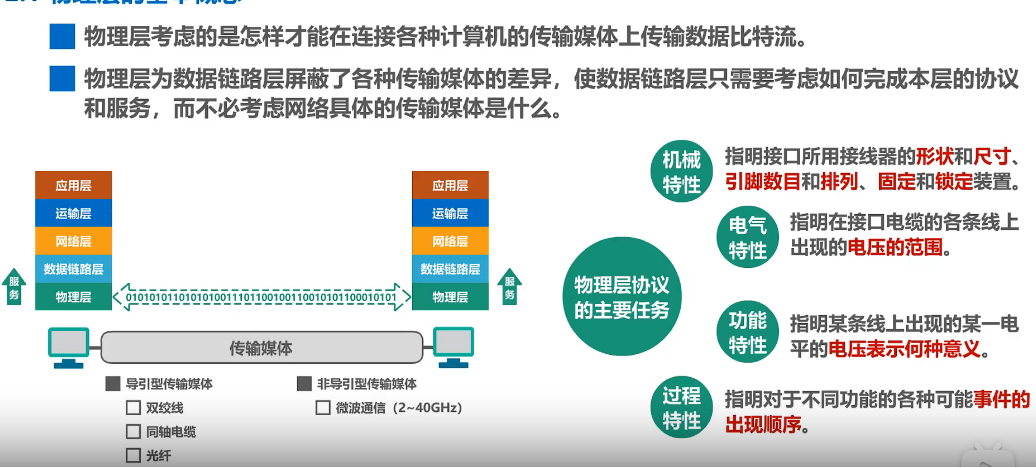 2.1 物理层的基本概念
物理层考虑的是怎样才能在连接各种计算机的传输媒体上传输数据比特流。
物理层为数据链路层屏蔽了各种传输媒体的差异，使数据链路层只需要考虑如何完成本层的协议
和服务，而不必考虑网络具体的传输媒体是什么。
应用层
运输层
网络层
数据链路层
物理层
服务
010101011010101001110110010011001010110001010​1
应用层
运输层
网络层
数据链路层
物理层
服务
传输媒体
导引型传输媒体
双绞线
同轴电缆
光纤
非导引型传输媒体
微波通信（2~40GHz）
物理层协议
的主要任务
机械
特性
指明接口所用接线器的形状和尺寸、
引脚数目和排列、固定和锁定装置。
电气
特性
指明在接口电缆的各条线上
出现的电压的范围。
功能
特性
指明某条线上出现的某一电
平的电压表示何种意义。
过程
特性
指明对于不同功能的各种可能事件的
出现顺序。